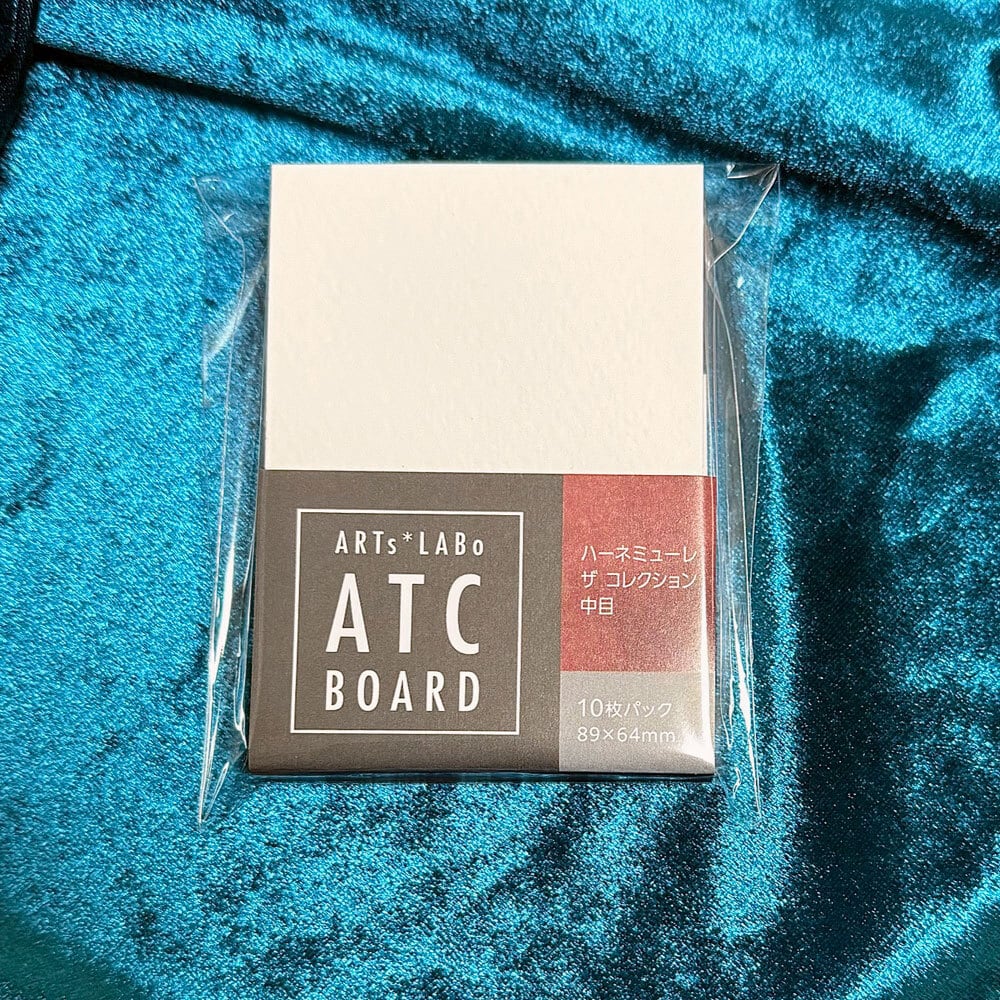 ARTs*LABo
ATC
BOARD
ハーネミューレ
ザ コレクション
中目
10枚パック
89×64mm